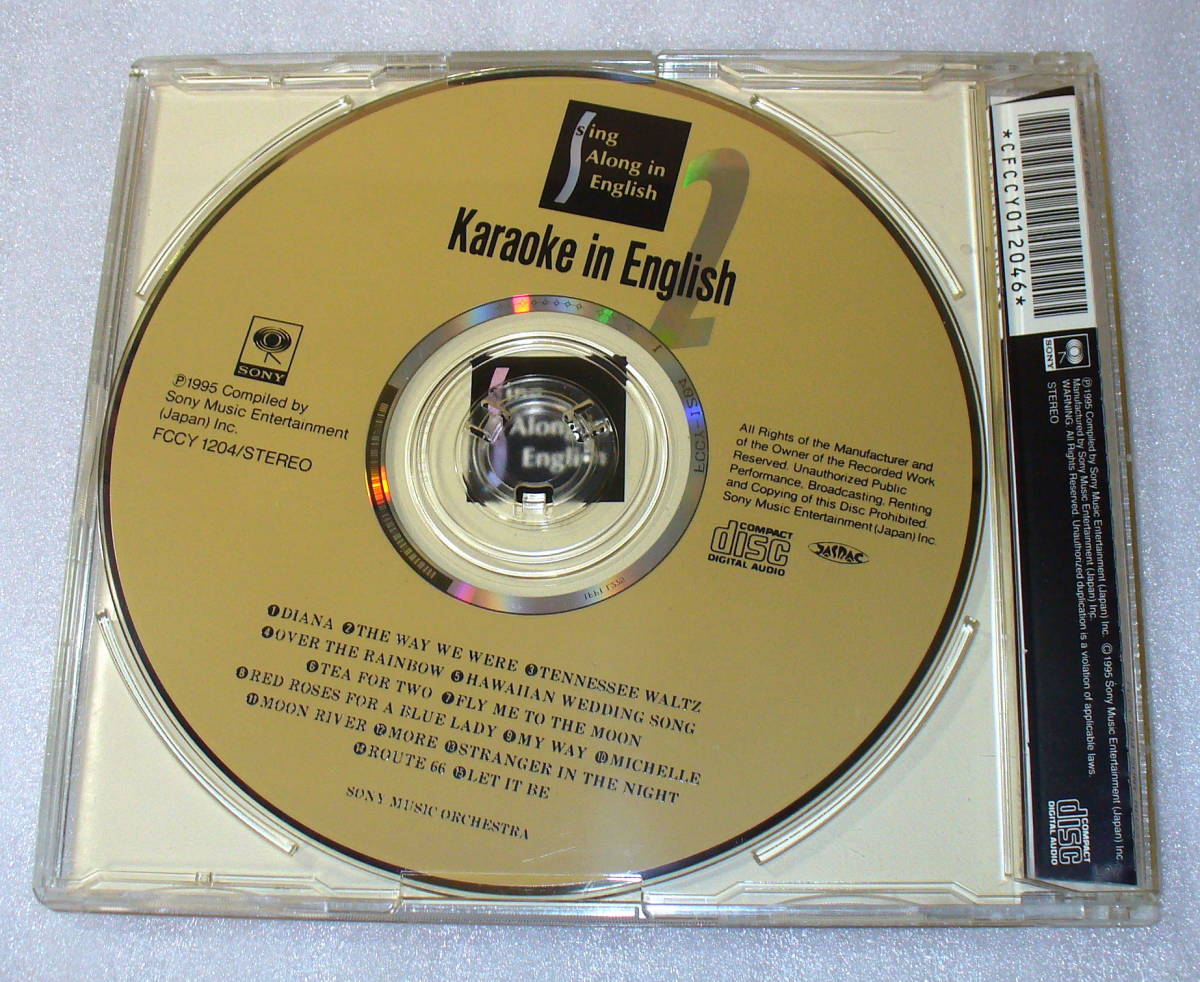 Sing
Along in
English
2
Karaoke in English
SONY
Ⓟ1995 Compiled by
Sony Music Entertainment
(Japan) Inc.
FCCY 1204/STEREO
All Rights of the Manufacturer and
of the Owner of the Recorded Work
Reserved. Unauthorized Public
Performance, Broadcasting, Renting
and Copying of this Disc Prohibited.
Sony Music Entertainment (Japan) Inc.
COMPACT
disc
DIGITAL AUDIO
JASRAC
Along
English
❶DIANA ❷THE WAY WE WERE ❸TENNESSEE WALTZ
❹OVER THE RAINBOW ❺HAWAIIAN WEDDING SONG
❻TEA FOR TWO ❼FLY ME TO THE MOON
❽RED ROSES FOR A BLUE LADY ❾MY WAY ❿MICHELLE
⓫MOON RIVER ⓬MORE ⓭STRANGER IN THE NIGHT
⓮ROUTE 66 ⓯LET IT BE
SONY MUSIC ORCHESTRA
*CFCCY012046*
SONY
STEREO
Ⓟ1995 Compiled by Sony Music Entertainment (Japan) Inc. ©1995 Sony Music Entertainment (Japan) Inc.
Manufactured by Sony Music Entertainment (Japan) Inc.
WARNING: All Rights Reserved. Unauthorized duplication is a violation of applicable laws.
COMPACT
disc
DIGITAL AUDIO